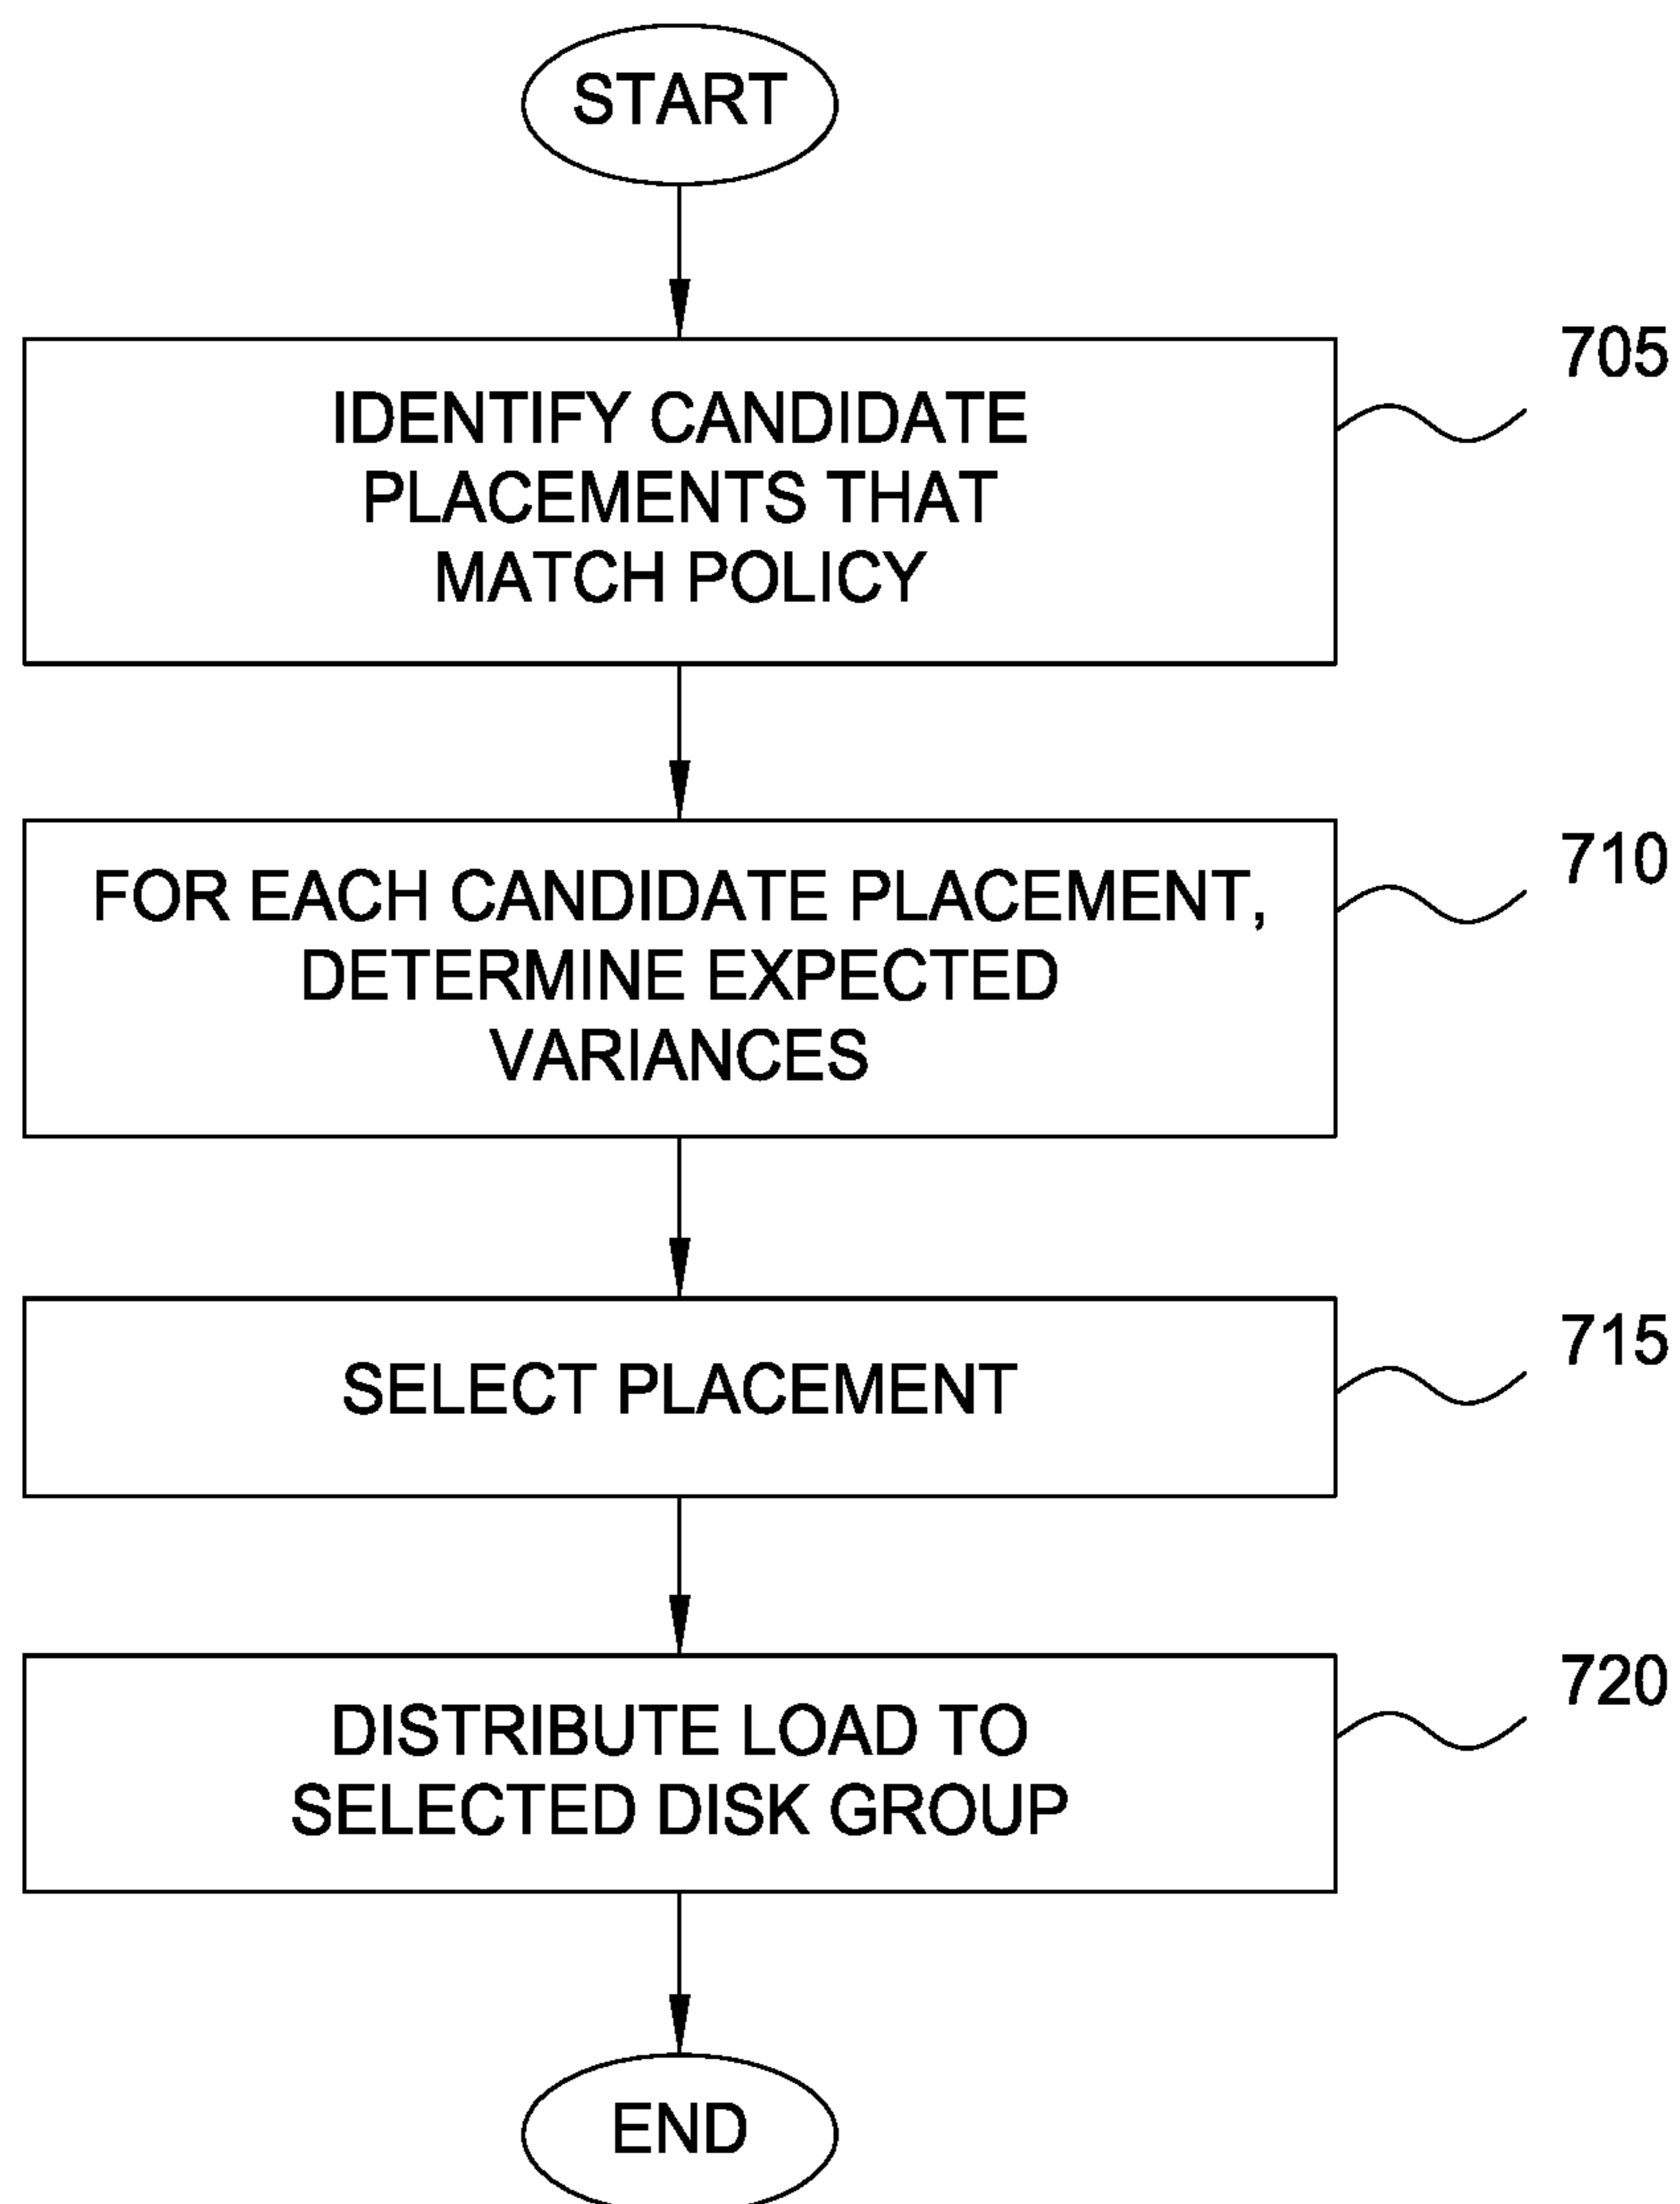 START
705
IDENTIFY CANDIDATE
PLACEMENTS THAT
MATCH POLICY
710
FOR EACH CANDIDATE PLACEMENT,
DETERMINE EXPECTED
VARIANCES
715
SELECT PLACEMENT
720
DISTRIBUTE LOAD TO
SELECTED DISK GROUP
END